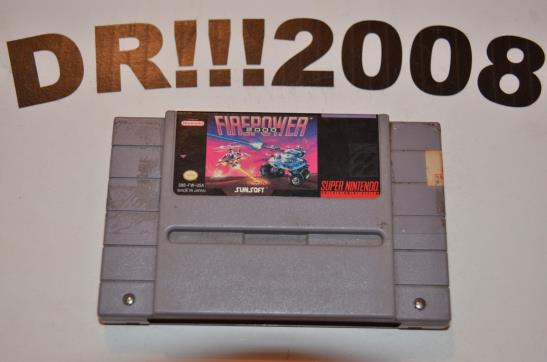 DR!!!2008
FIREPOWER
2000
SNS-FW-USA
MADE IN JAPAN
SUNSOFT
SUPER NINTENDO